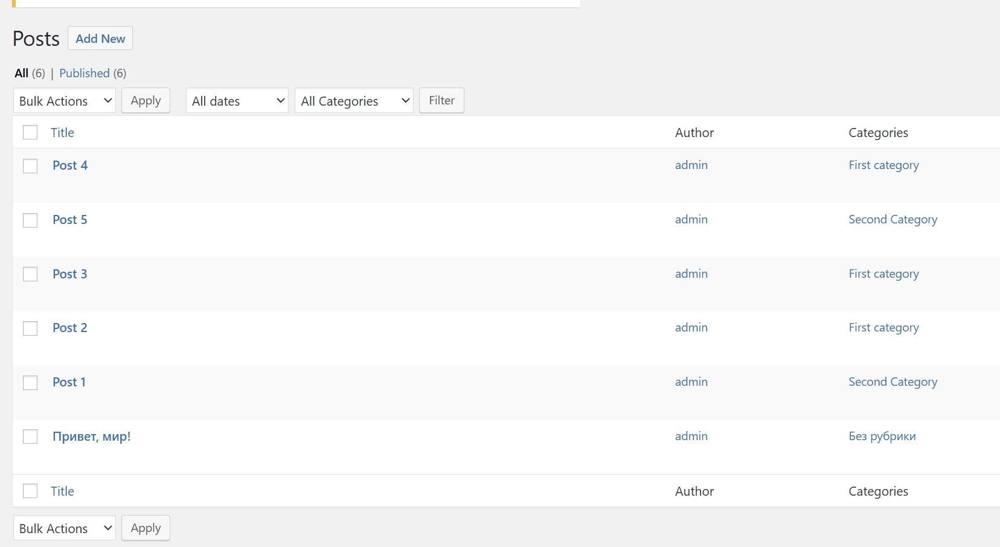 Posts Add New
All (6) | Published (6)
Bulk Actions Apply All dates All Categories Filter
Title Author Categories
Post 4 admin First category
Post 5 admin Second Category
Post 3 admin First category
Post 2 admin First category
Post 1 admin Second Category
Привет, мир! admin Без рубрики
Title Author Categories
Bulk Actions Apply